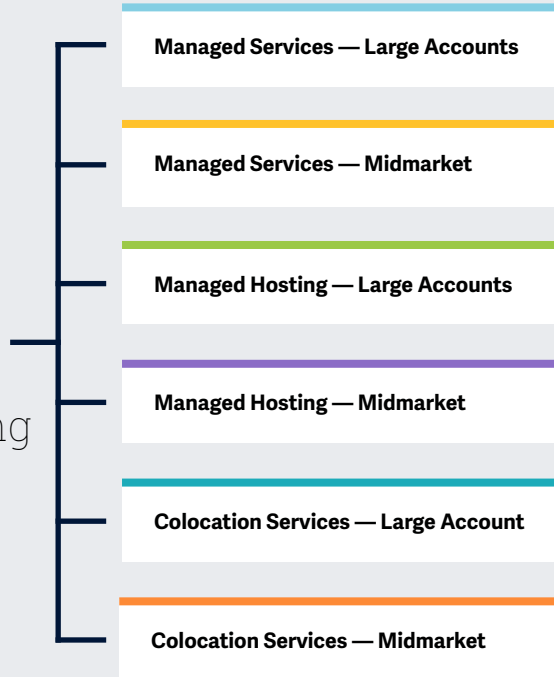 Managed Services — Large Accounts
Managed Services — Midmarket
Managed Hosting — Large Accounts
Managed Hosting — Midmarket
Colocation Services — Large Account
Colocation Services — Midmarket